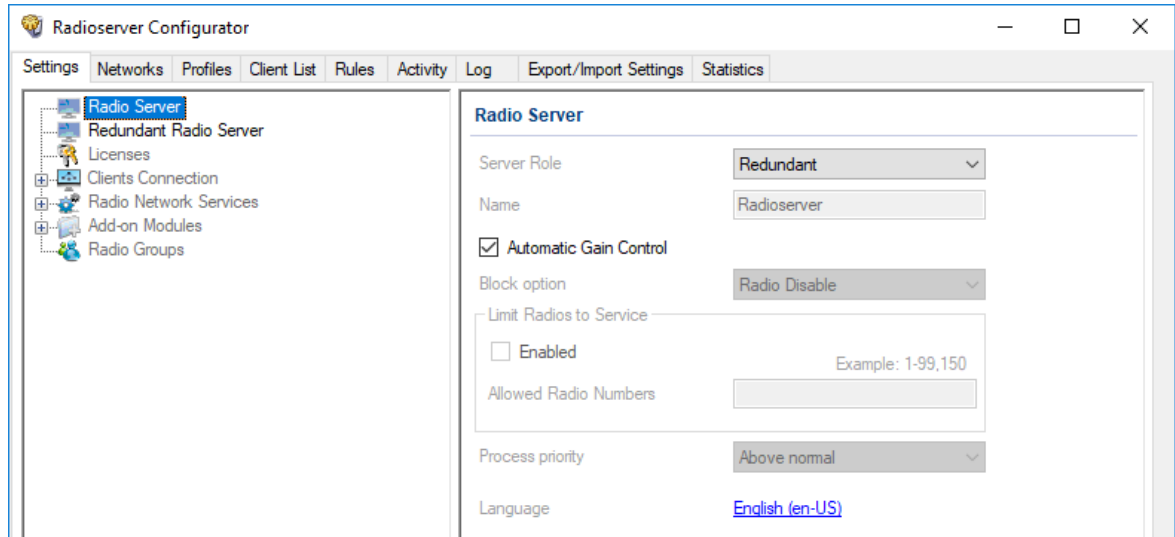 Radioserver Configurator
Settings Networks Profiles Client List Rules Activity Log Export/Import Settings Statistics
Radio Server
Redundant Radio Server
Licenses
Clients Connection
Radio Network Services
Add-on Modules
Radio Groups
Radio Server
Server Role Redundant
Name Radioserver
Automatic Gain Control
Block option Radio Disable
Limit Radios to Service
Enabled
Example: 1-99,150
Allowed Radio Numbers
Process priority Above normal
Language English (en-US)